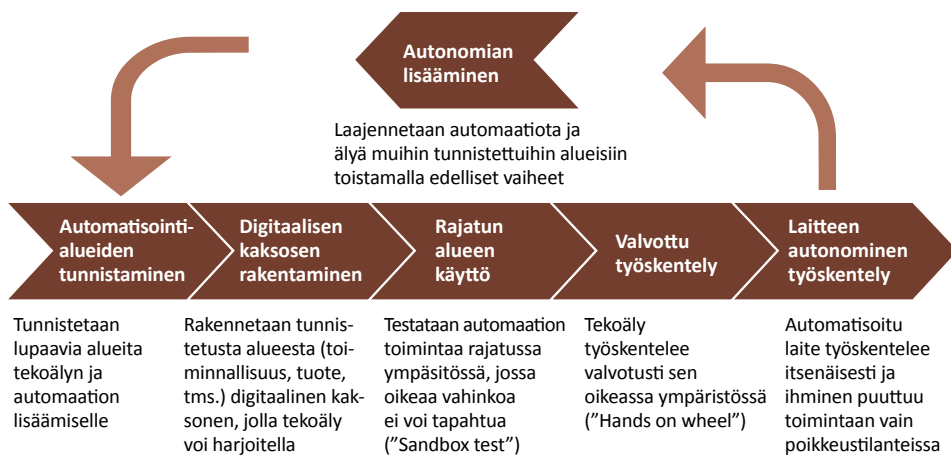 Autonomian
lisääminen
Laajennetaan automaatiota ja
älyä muihin tunnistettuihin alueisiin
toistamalla edelliset vaiheet
Automatisointi-
alueiden
tunnistaminen
Digitaalisen
kaksosen
rakentaminen
Rajatun
alueen
käyttö
Valvottu
työskentely
Laitteen
autonominen
työskentely
Tunnistetaan
lupaavia alueita
tekoälyn ja
automaation
lisäämiselle
Rakennetaan tunnis-
tetusta alueesta (toi-
minnallisuus, tuote,
tms.) digitaalinen kak-
sonen, jolla tekoäly
voi harjoitella
Testataan automaation
toimintaa rajatussa
ympäsitössä, jossa
oikeaa vahinkoa
ei voi tapahtua
(”Sandbox test”)
Tekoäly
työskentelee
valvotusti sen
oikeassa ympäristössä
(”Hands on wheel”)
Automatisoitu
laite työskentelee
itsenäisesti ja
ihminen puuttuu
toimintaan vain
poikkeustilanteissa